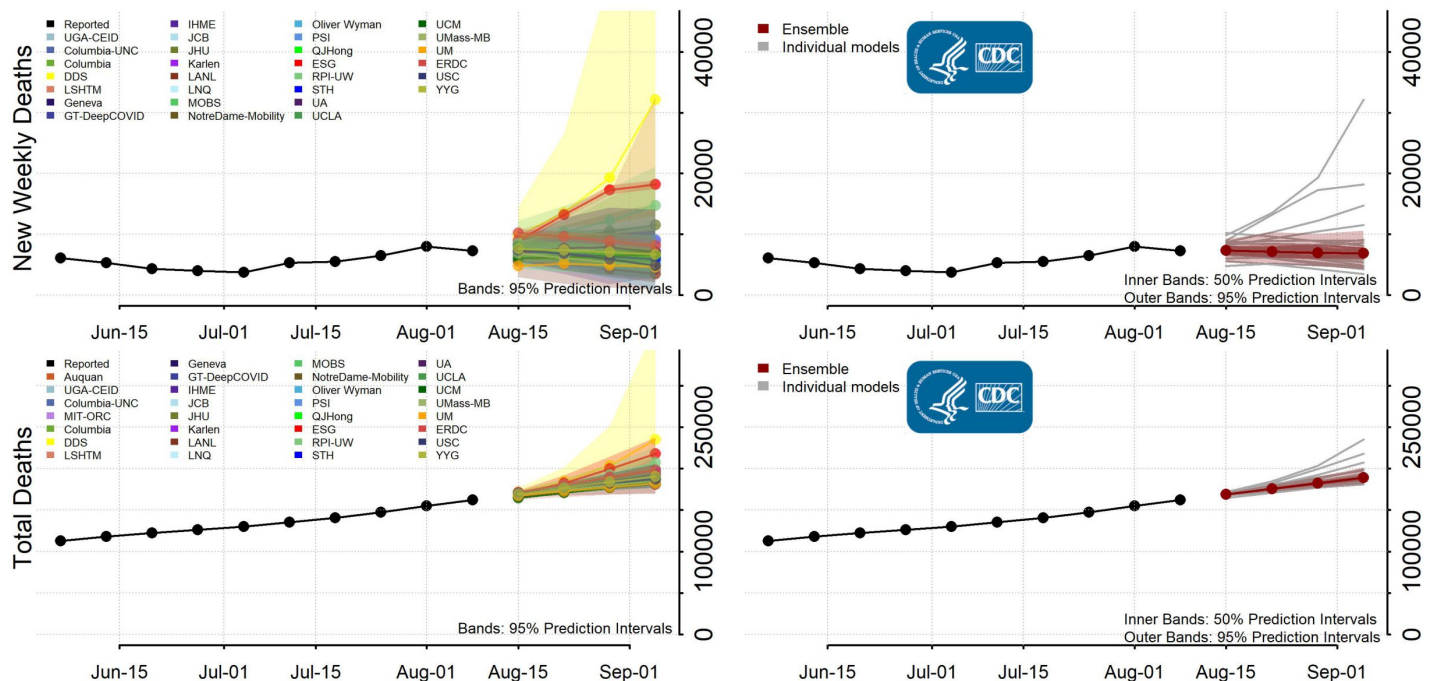 New Weekly Deaths
Reported
UGA-CEID
Columbia-UNC
Columbia
DDS
LSHTM
Geneva
GT-DeepCOVID
IHME
JCB
JHU
Karlen
LANL
LNQ
MOBS
NotreDame-Mobility
Oliver Wyman
PSI
QJHong
ESG
RPI-UW
STH
UA
UCLA
UCM
UMass-MB
UM
ERDC
USC
YYG
Bands: 95% Prediction Intervals
40000
20000
0
Jun-15
Jul-01
Jul-15
Aug-01
Aug-15
Sep-01
Ensemble
Individual models
CDC
Inner Bands: 50% Prediction Intervals
Outer Bands: 95% Prediction Intervals
40000
20000
0
Jun-15
Jul-01
Jul-15
Aug-01
Aug-15
Sep-01
Total Deaths
Reported
Auquan
UGA-CEID
Columbia-UNC
MIT-ORC
Columbia
DDS
LSHTM
Geneva
GT-DeepCOVID
IHME
JCB
JHU
Karlen
LANL
LNQ
MOBS
NotreDame-Mobility
Oliver Wyman
PSI
QJHong
ESG
RPI-UW
STH
UA
UCLA
UCM
UMass-MB
UM
ERDC
USC
YYG
Bands: 95% Prediction Intervals
250000
100000
0
Jun-15
Jul-01
Jul-15
Aug-01
Aug-15
Sep-01
Ensemble
Individual models
CDC
Inner Bands: 50% Prediction Intervals
Outer Bands: 95% Prediction Intervals
250000
100000
0
Jun-15
Jul-01
Jul-15
Aug-01
Aug-15
Sep-01